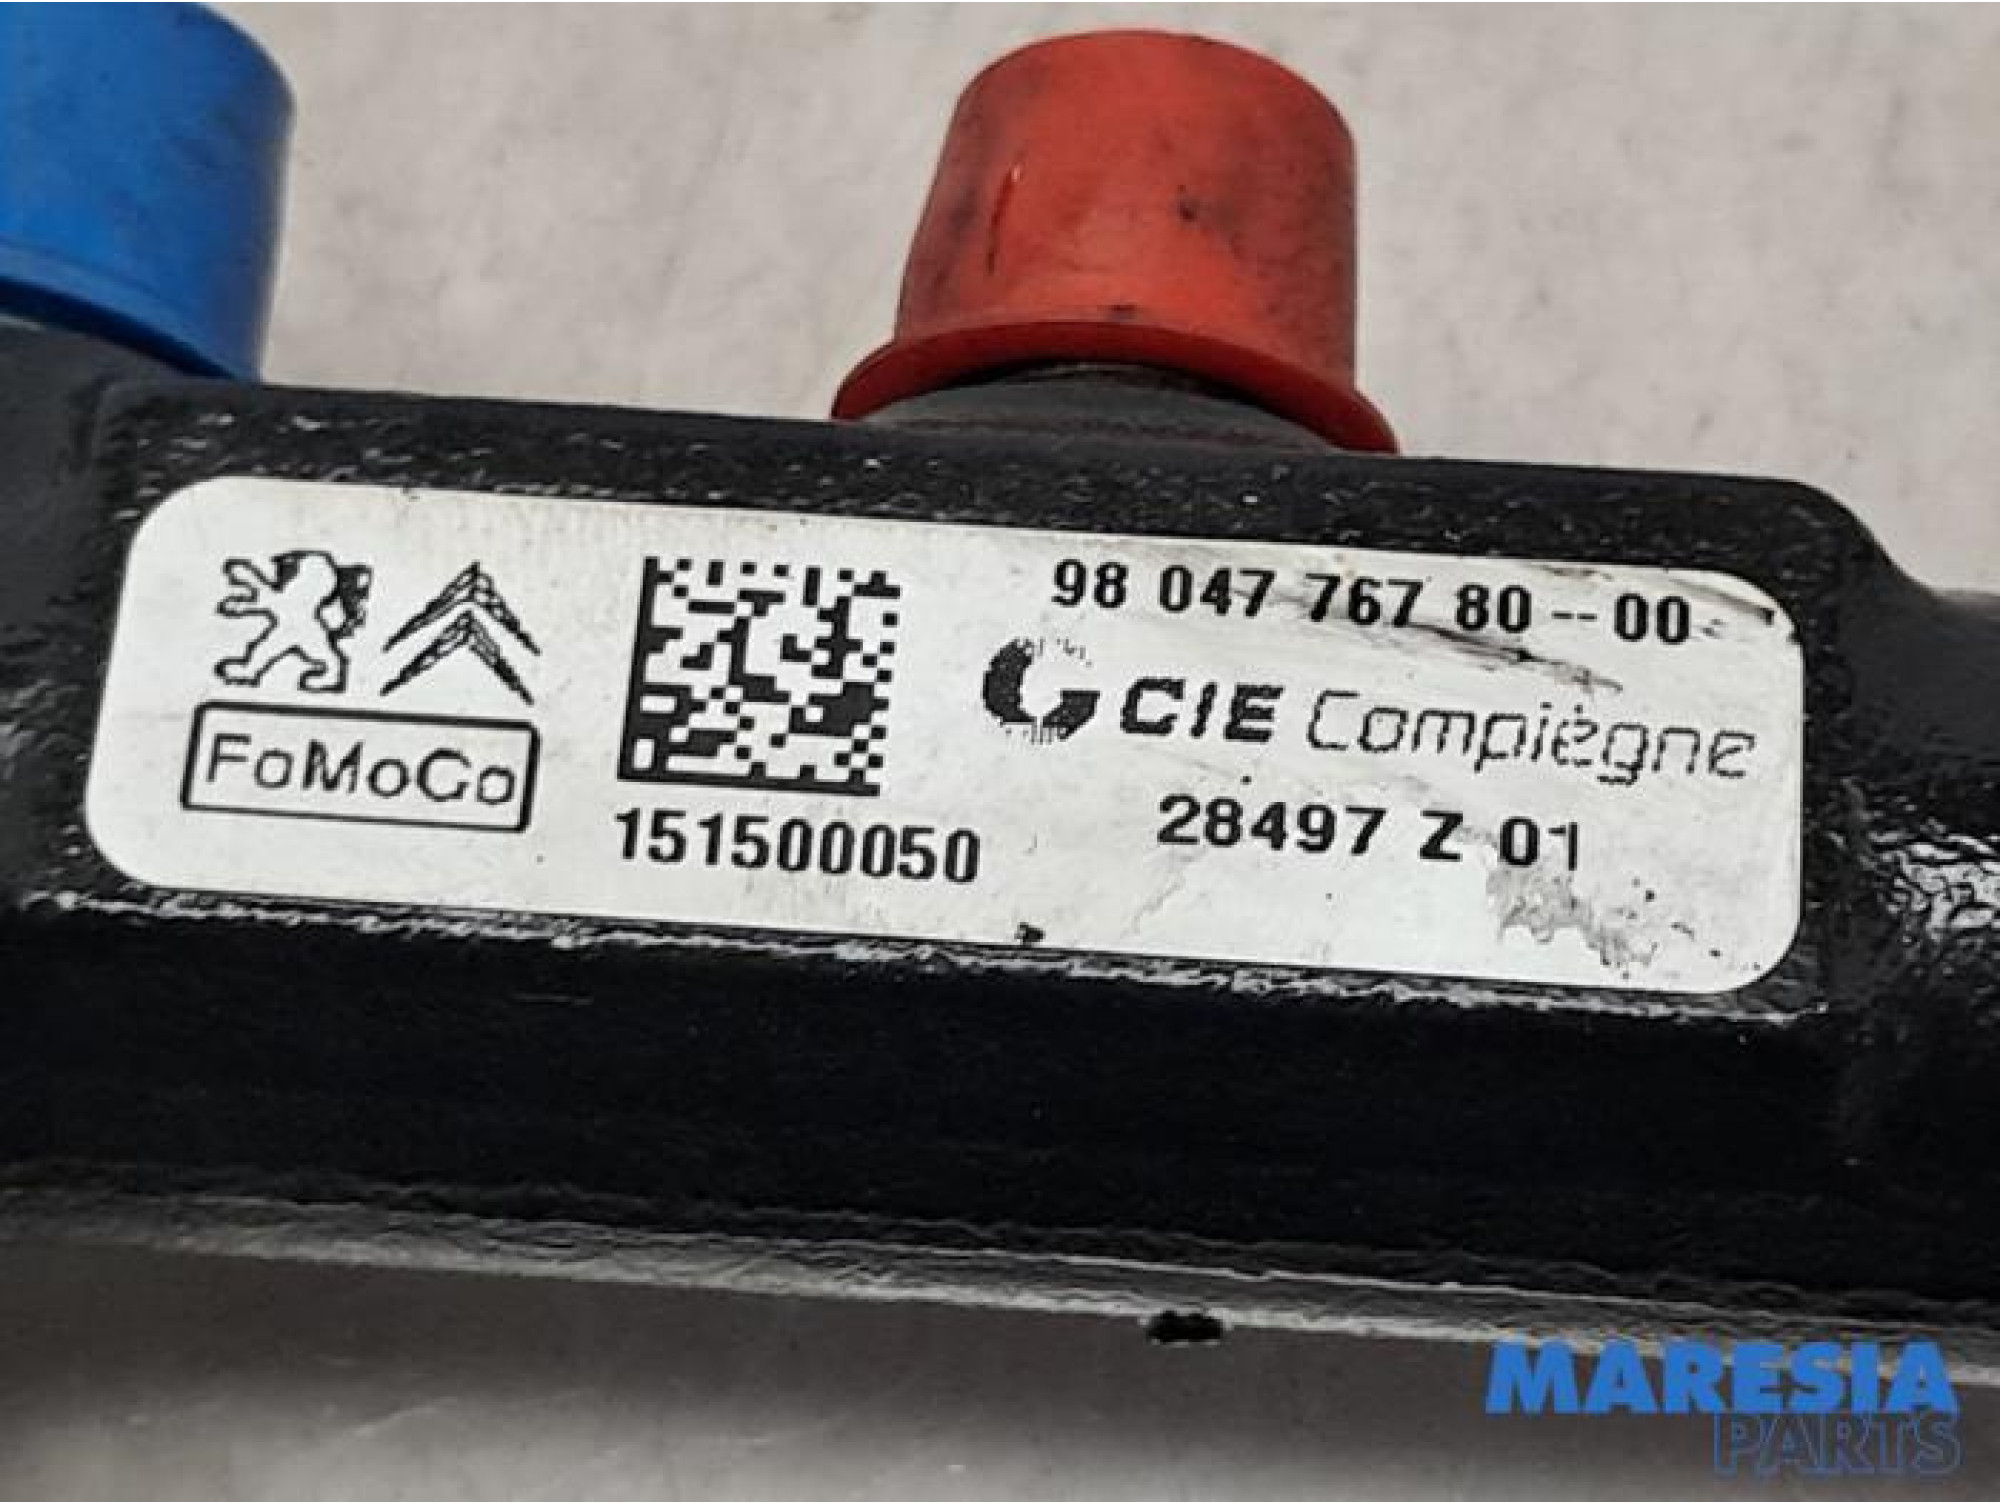 98 047 767 80--00
CIE Compiègne
FoMoCo
151500050
28497 Z 01
MARESIA
PARTS